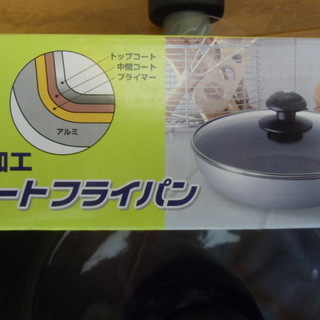 トップコート
中間コート
プライマー
アルミ
加工
ートフライパン